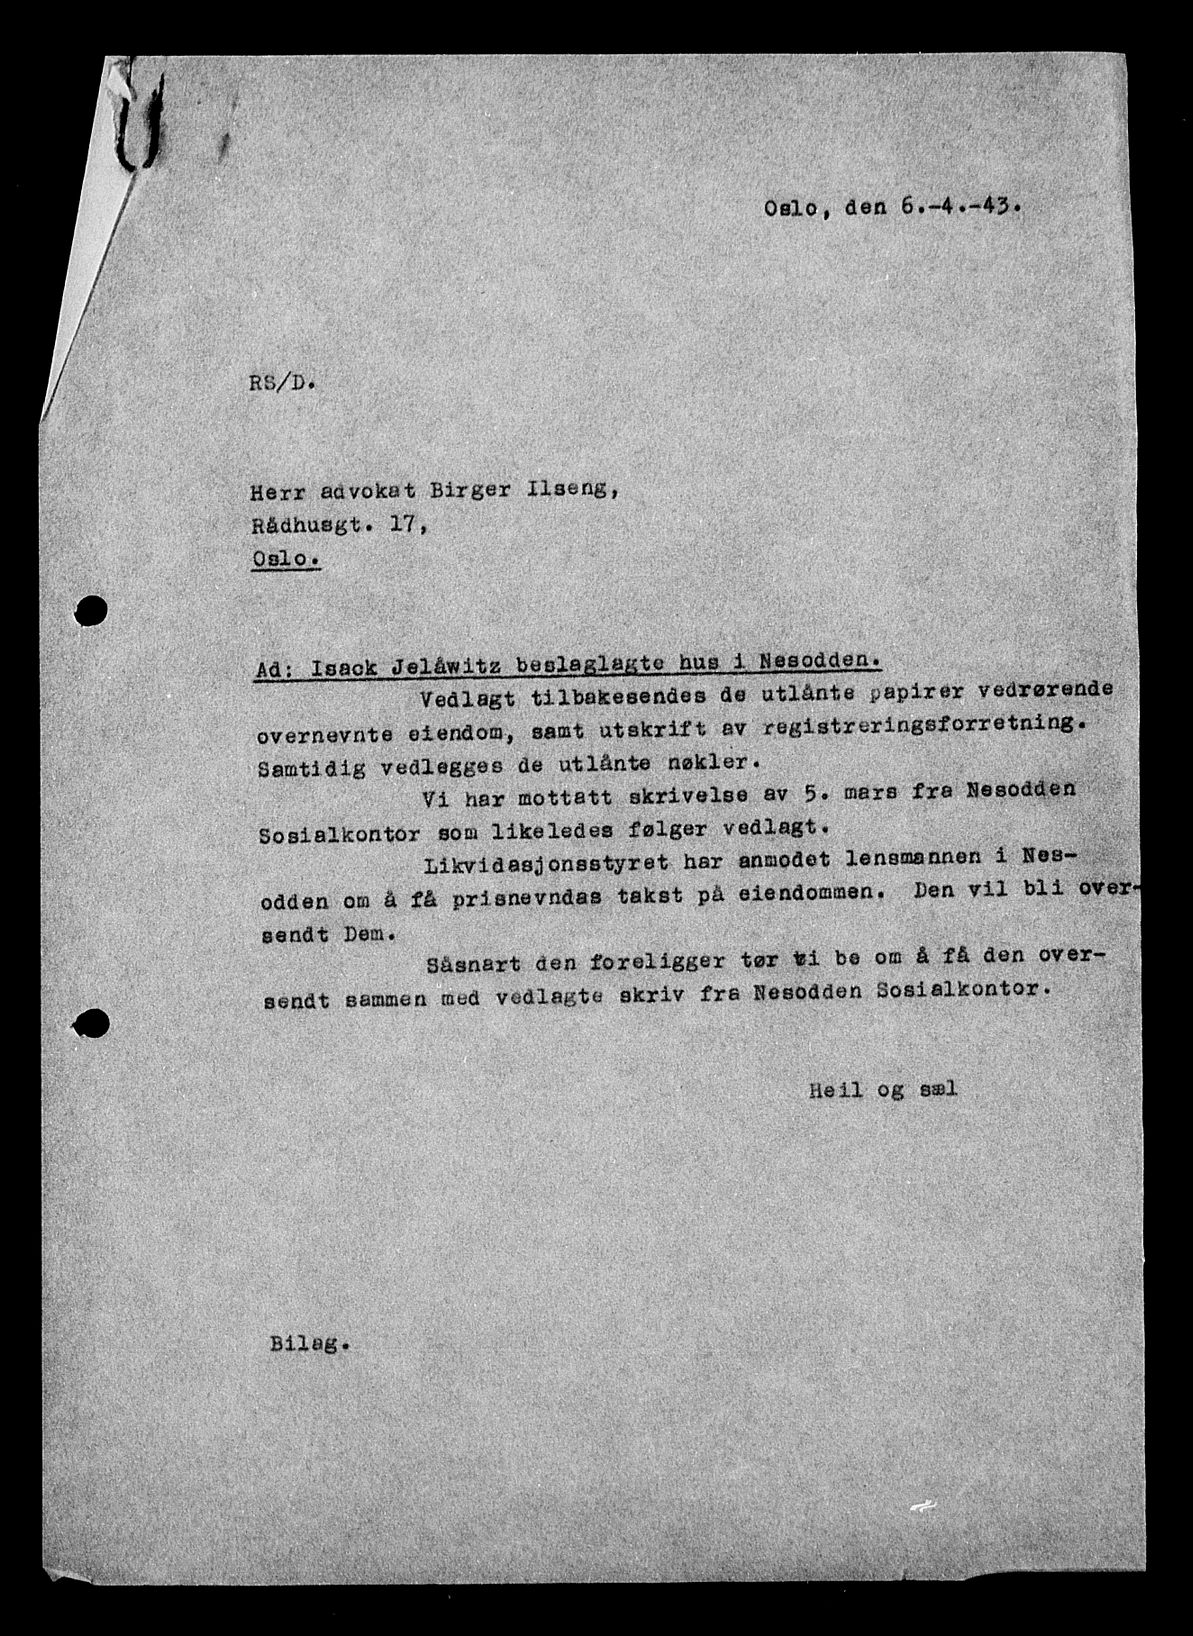 Oslo, den 6.-4.-43.
RS/D.
Herr advokat Birger Ilseng,
Rådhusgt. 17,
Oslo.
Ad: Isack Jelåwitz beslaglagte hus i Nesodden.
Vedlagt tilbakesendes de utlånte papirer vedrørende
overnevnte eiendom, samt utskrift av registreringsforretning.
Samtidig vedlegges de utlånte nøkler.
Vi har mottatt skrivelse av 5. mars fra Nesodden
Sosialkontor som likeledes følger vedlagt.
Likvidasjonsstyret har anmodet lensmannen i Nes-
odden om å få prisnevndas takst på eiendommen. Den vil bli over-
sendt Dem.
Såsnart den foreligger tør vi be om å få den over-
sendt sammen med vedlagte skriv fra Nesodden Sosialkontor.
Heil og sæl
Bilag.